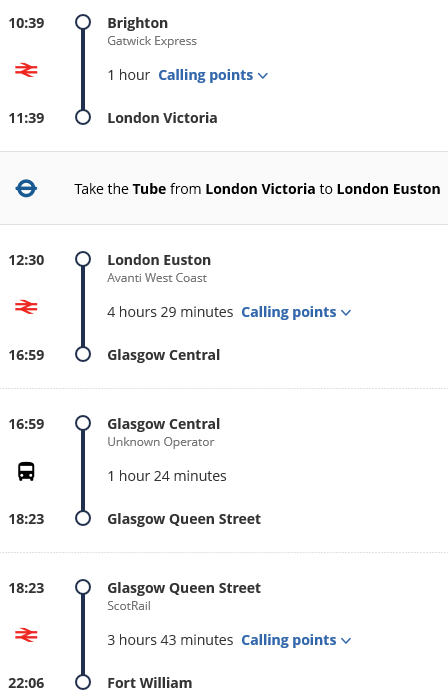 10:39 Brighton
Gatwick Express
1 hour Calling points
11:39 London Victoria
Take the Tube from London Victoria to London Euston
12:30 London Euston
Avanti West Coast
4 hours 29 minutes Calling points
16:59 Glasgow Central
16:59 Glasgow Central
Unknown Operator
1 hour 24 minutes
18:23 Glasgow Queen Street
18:23 Glasgow Queen Street
ScotRail
3 hours 43 minutes Calling points
22:06 Fort William